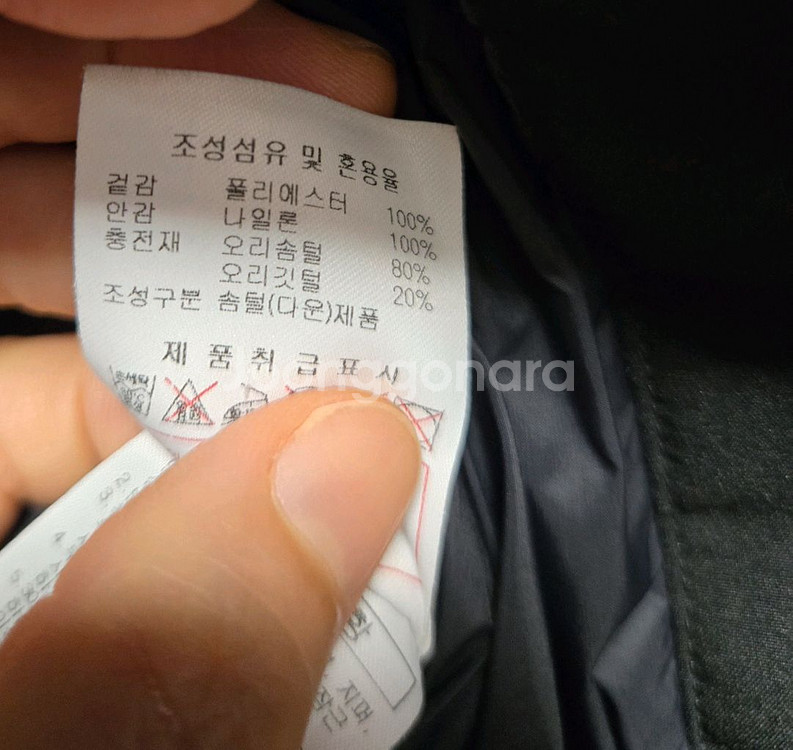 조성섬유 및 혼용율
겉감 폴리에스터 100%
안감 나일론 100%
충전재 오리솜털 80%
오리깃털 20%
조성구분 솜털(다운)제품
제 품 취 급 표 시
joonggonara
지며,